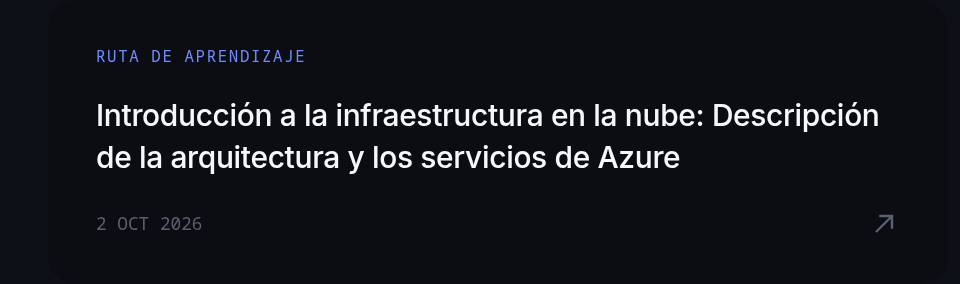 RUTA DE APRENDIZAJE
Introducción a la infraestructura en la nube: Descripción
de la arquitectura y los servicios de Azure
2 OCT 2026